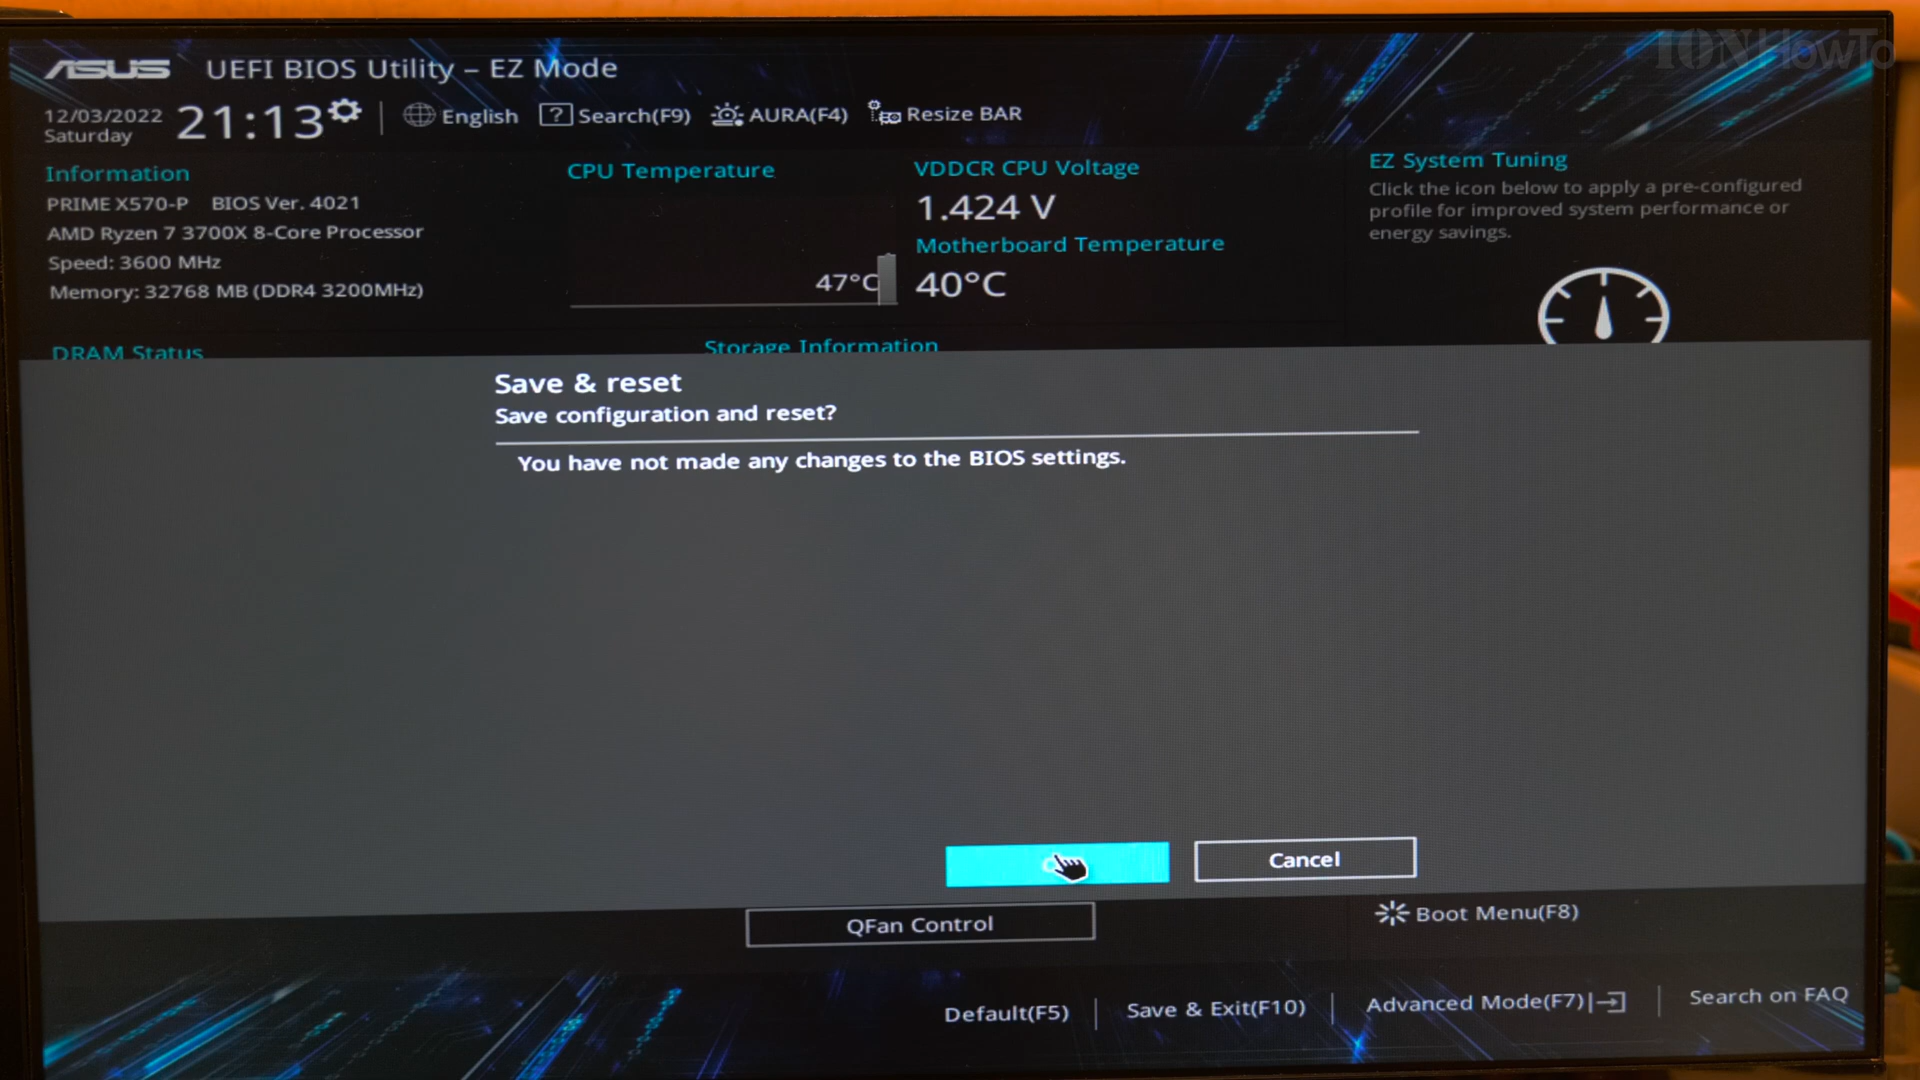 IONHowTo
ASUS UEFI BIOS Utility – EZ Mode
12/03/2022
Saturday
21:13
English
? Search(F9)
AURA(F4)
Resize BAR
Information
PRIME X570-P BIOS Ver. 4021
AMD Ryzen 7 3700X 8-Core Processor
Speed: 3600 MHz
Memory: 32768 MB (DDR4 3200MHz)
CPU Temperature
47°C
VDDCR CPU Voltage
1.424 V
Motherboard Temperature
40°C
EZ System Tuning
Click the icon below to apply a pre-configured
profile for improved system performance or
energy savings.
DRAM Status
Storage Information
Save & reset
Save configuration and reset?
You have not made any changes to the BIOS settings.
Cancel
QFan Control
Boot Menu(F8)
Default(F5)
Save & Exit(F10)
Advanced Mode(F7)
Search on FAQ